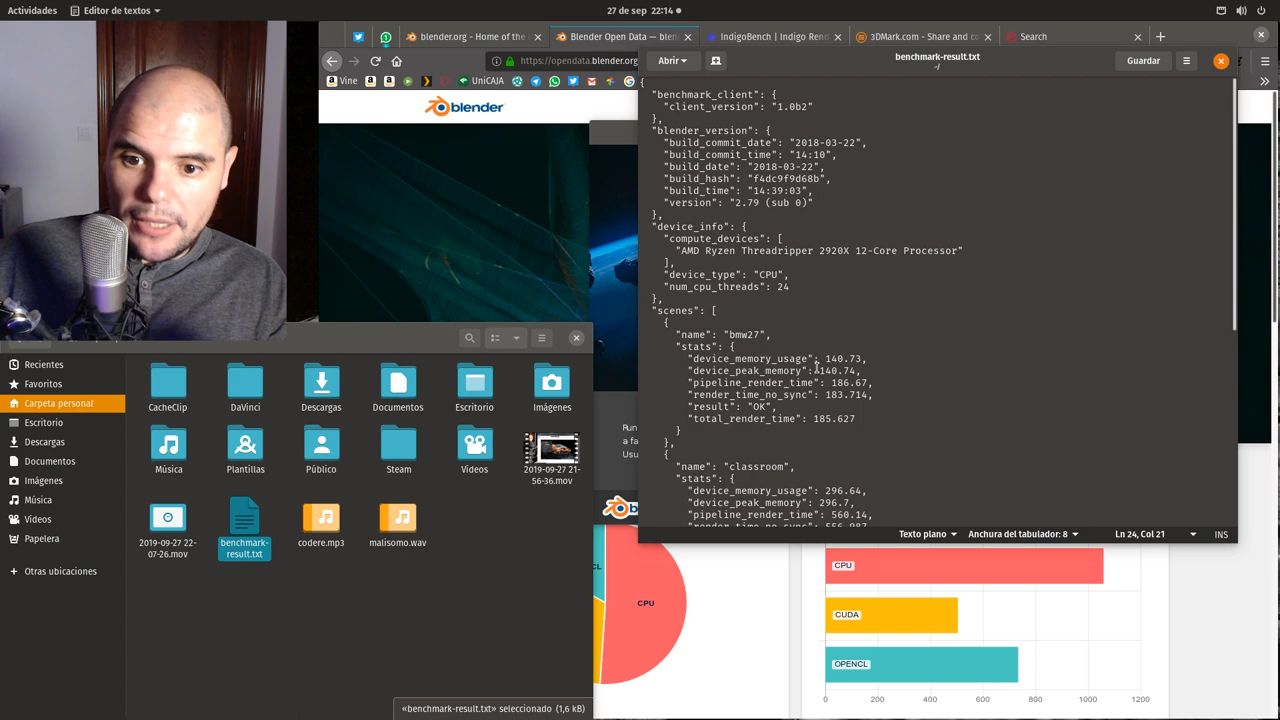 Actividades
Editor de textos
27 de sep 22:14
blender.org - Home of the
Blender Open Data — blen
IndigoBench | Indigo Ren
3DMark.com - Share and co
Search
https://opendata.blender.org
Vine
UniCAJA
blender
Abrir
benchmark-result.txt
~/
Guardar
{
"benchmark_client": {
"client_version": "1.0b2"
},
"blender_version": {
"build_commit_date": "2018-03-22",
"build_commit_time": "14:10",
"build_date": "2018-03-22",
"build_hash": "f4dc9f9d68b",
"build_time": "14:39:03",
"version": "2.79 (sub 0)"
},
"device_info": {
"compute_devices": [
"AMD Ryzen Threadripper 2920X 12-Core Processor"
],
"device_type": "CPU",
"num_cpu_threads": 24
},
"scenes": [
{
"name": "bmw27",
"stats": {
"device_memory_usage": 140.73,
"device_peak_memory": 140.74,
"pipeline_render_time": 186.67,
"render_time_no_sync": 183.714,
"result": "OK",
"total_render_time": 185.627
}
},
{
"name": "classroom",
"stats": {
"device_memory_usage": 296.64,
"device_peak_memory": 296.7,
"pipeline_render_time": 560.14,
"render_time_no_sync": 556.987
Texto plano
Anchura del tabulador: 8
Ln 24, Col 21
INS
Recientes
Favoritos
Carpeta personal
Escritorio
Descargas
Documentos
Imágenes
Música
Vídeos
Papelera
Otras ubicaciones
CacheClip
DaVinci
Descargas
Documentos
Escritorio
Imágenes
Música
Plantillas
Público
Steam
Vídeos
2019-09-27 21-
56-36.mov
2019-09-27 22-
07-26.mov
benchmark-
result.txt
codere.mp3
malisomo.wav
«benchmark-result.txt» seleccionado (1,6 kB)
Run
a fa
Usu
CL
CPU
CPU
CUDA
OPENCL
0
200
400
600
800
1000
1200